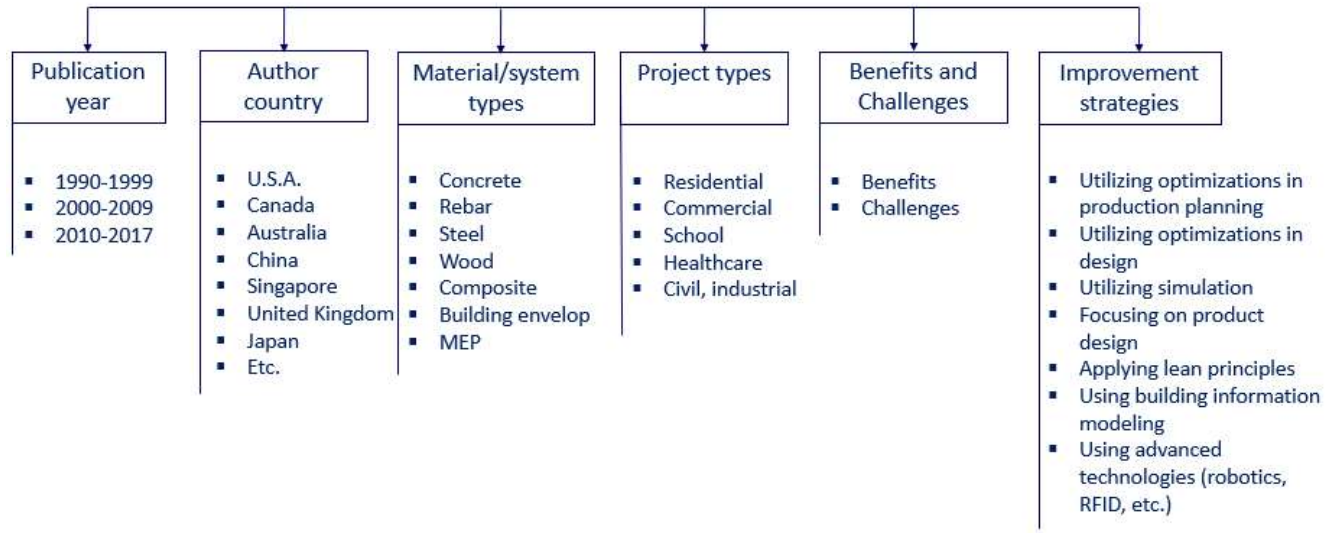 Publication
year
▪ 1990-1999
▪ 2000-2009
▪ 2010-2017
Author
country
▪ U.S.A.
▪ Canada
▪ Australia
▪ China
▪ Singapore
▪ United Kingdom
▪ Japan
▪ Etc.
Material/system
types
▪ Concrete
▪ Rebar
▪ Steel
▪ Wood
▪ Composite
▪ Building envelop
▪ MEP
Project types
▪ Residential
▪ Commercial
▪ School
▪ Healthcare
▪ Civil, industrial
Benefits and
Challenges
▪ Benefits
▪ Challenges
Improvement
strategies
▪ Utilizing optimizations in
production planning
▪ Utilizing optimizations in
design
▪ Utilizing simulation
▪ Focusing on product
design
▪ Applying lean principles
▪ Using building information
modeling
▪ Using advanced
technologies (robotics,
RFID, etc.)